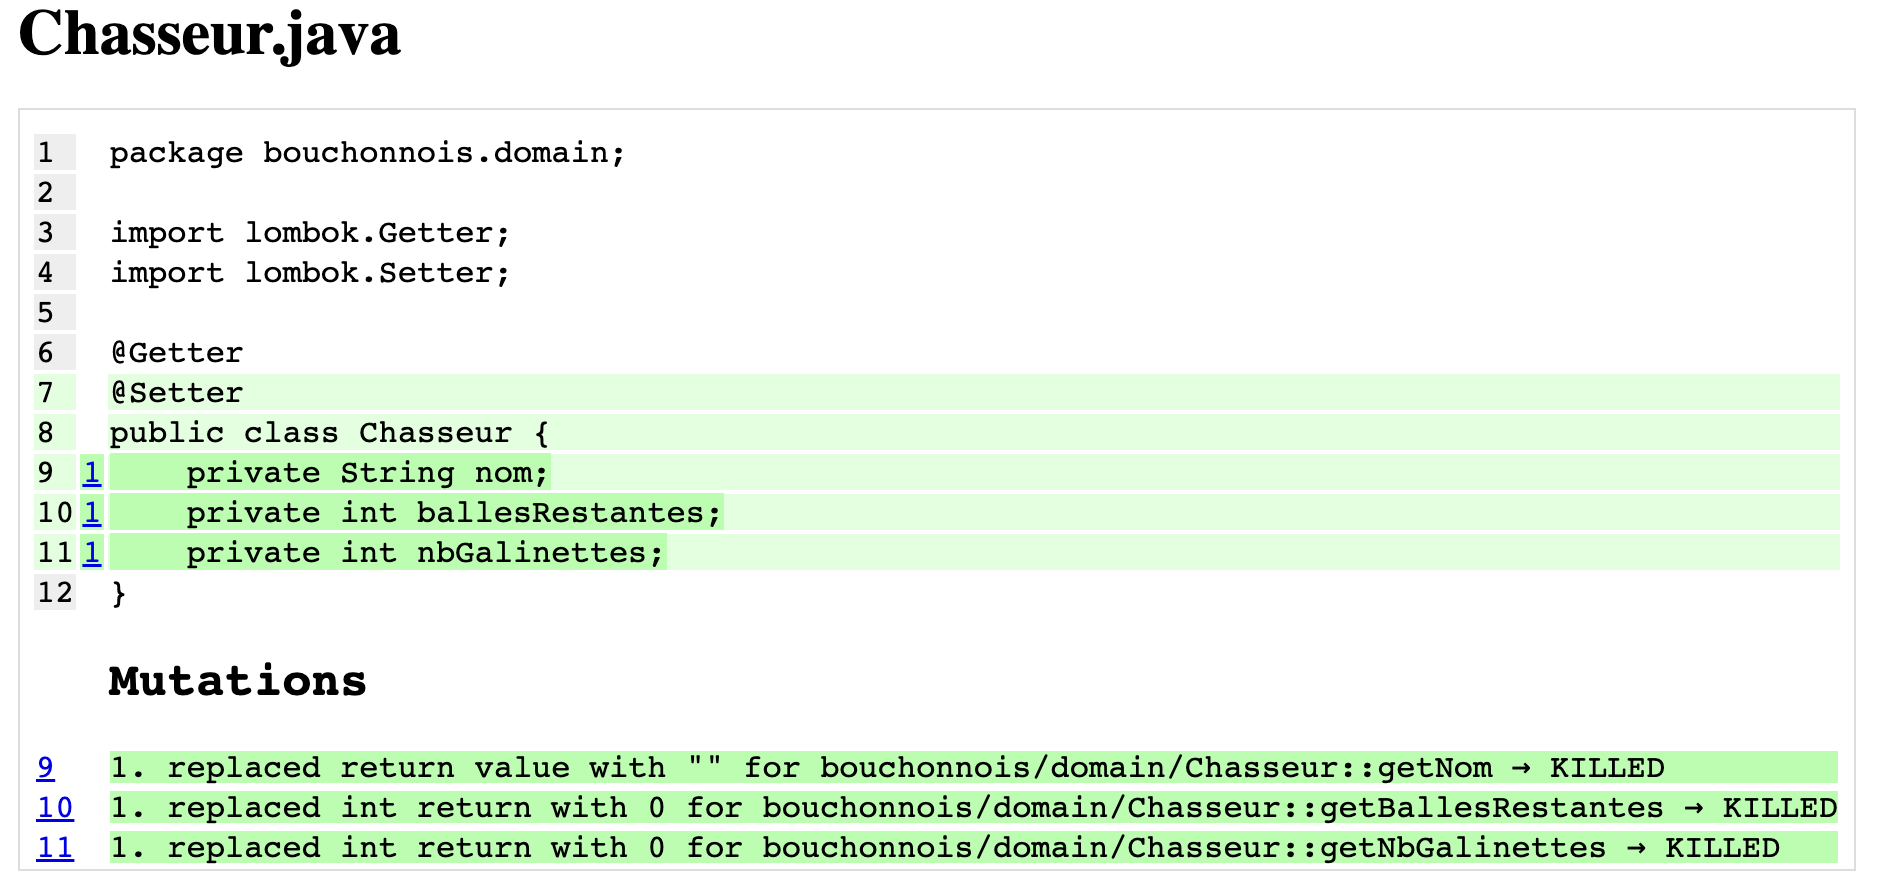 Chasseur.java
1 package bouchonnois.domain;
2
3 import lombok.Getter;
4 import lombok.Setter;
5
6 @Getter
7 @Setter
8 public class Chasseur {
9 1 private String nom;
10 1 private int ballesRestantes;
11 1 private int nbGalinettes;
12 }
Mutations
9 1. replaced return value with "" for bouchonnois/domain/Chasseur::getNom → KILLED
10 1. replaced int return with 0 for bouchonnois/domain/Chasseur::getBallesRestantes → KILLED
11 1. replaced int return with 0 for bouchonnois/domain/Chasseur::getNbGalinettes → KILLED